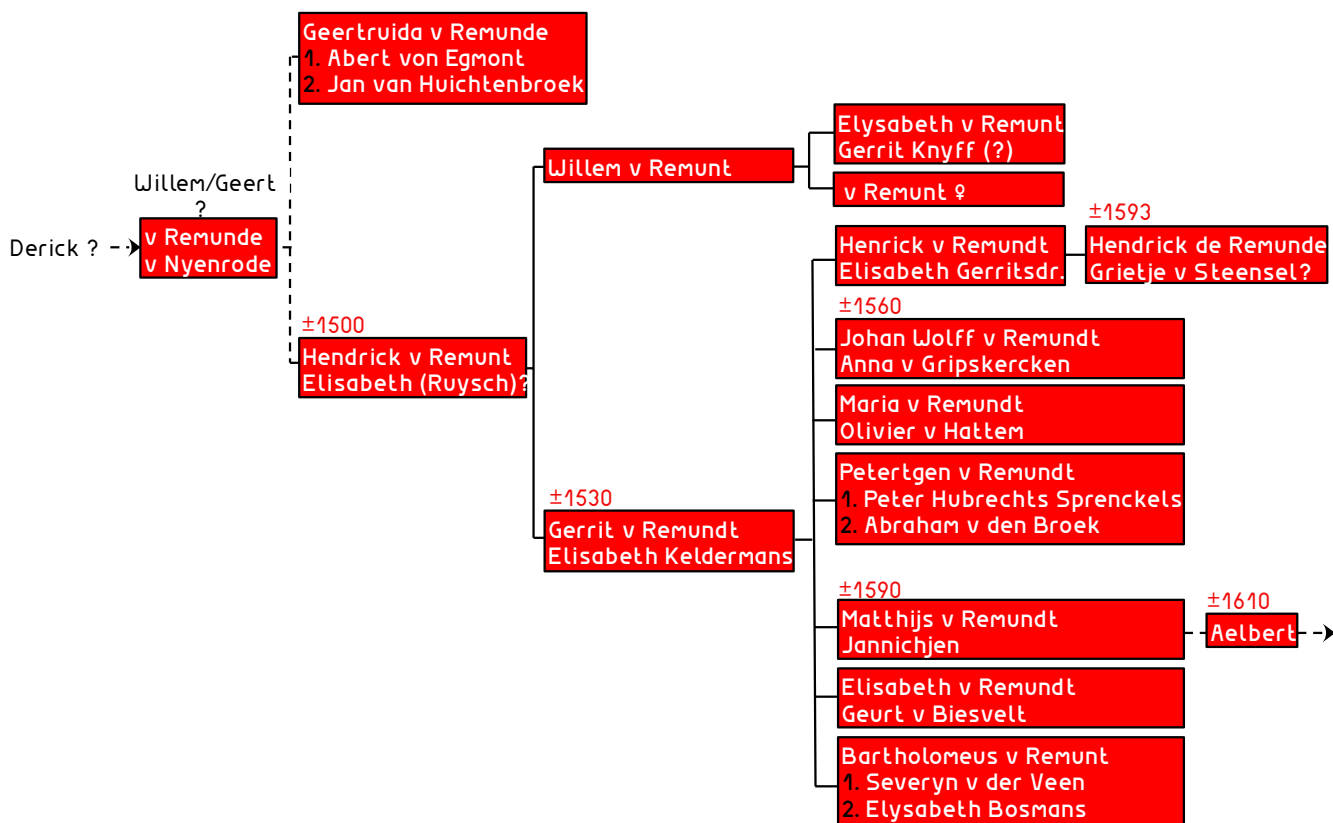 Geertruida v Remunde
1. Abert von Egmont
2. Jan van Huichtenbroek
Willem/Geert
?
Derick ?
v Remunde
v Nyenrode
±1500
Hendrick v Remunt
Elisabeth (Ruysch)?
Willem v Remunt
Elysabeth v Remunt
Gerrit Knyff (?)
v Remunt ♀
±1530
Gerrit v Remundt
Elisabeth Keldermans
Henrick v Remundt
Elisabeth Gerritsdr.
±1593
Hendrick de Remunde
Grietje v Steensel?
±1560
Johan Wolff v Remundt
Anna v Gripskercken
Maria v Remundt
Olivier v Hattem
Petertgen v Remundt
1. Peter Hubrechts Sprenckels
2. Abraham v den Broek
±1590
Matthijs v Remundt
Jannichjen
±1610
Aelbert
Elisabeth v Remundt
Geurt v Biesvelt
Bartholomeus v Remunt
1. Severyn v der Veen
2. Elysabeth Bosmans